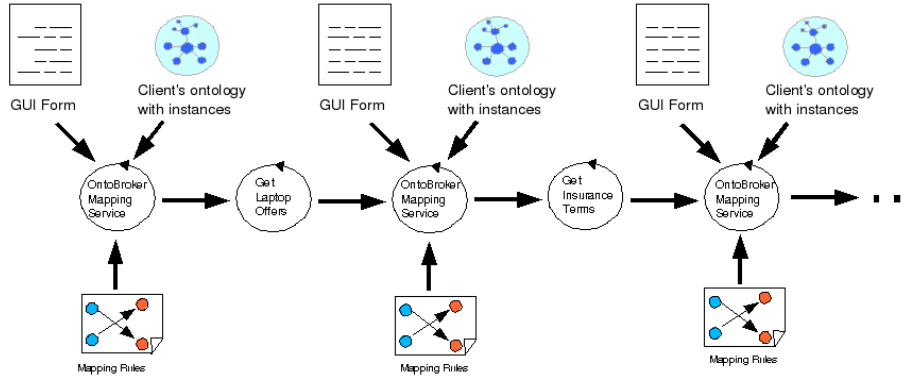 GUI Form
Client's ontology
with instances
GUI Form
Client's ontology
with instances
GUI Form
Client's ontology
with instances
OntoBroker
Mapping
Service
Get
Laptop
Offers
OntoBroker
Mapping
Service
Get
Insurance
Terms
OntoBroker
Mapping
Service
Mapping Rules
Mapping Rules
Mapping Rules